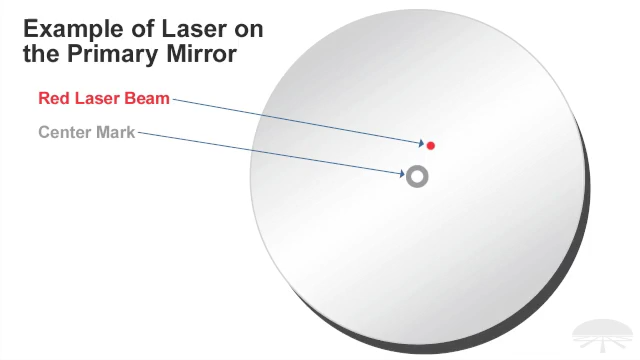 Example of Laser on
the Primary Mirror
Red Laser Beam
Center Mark